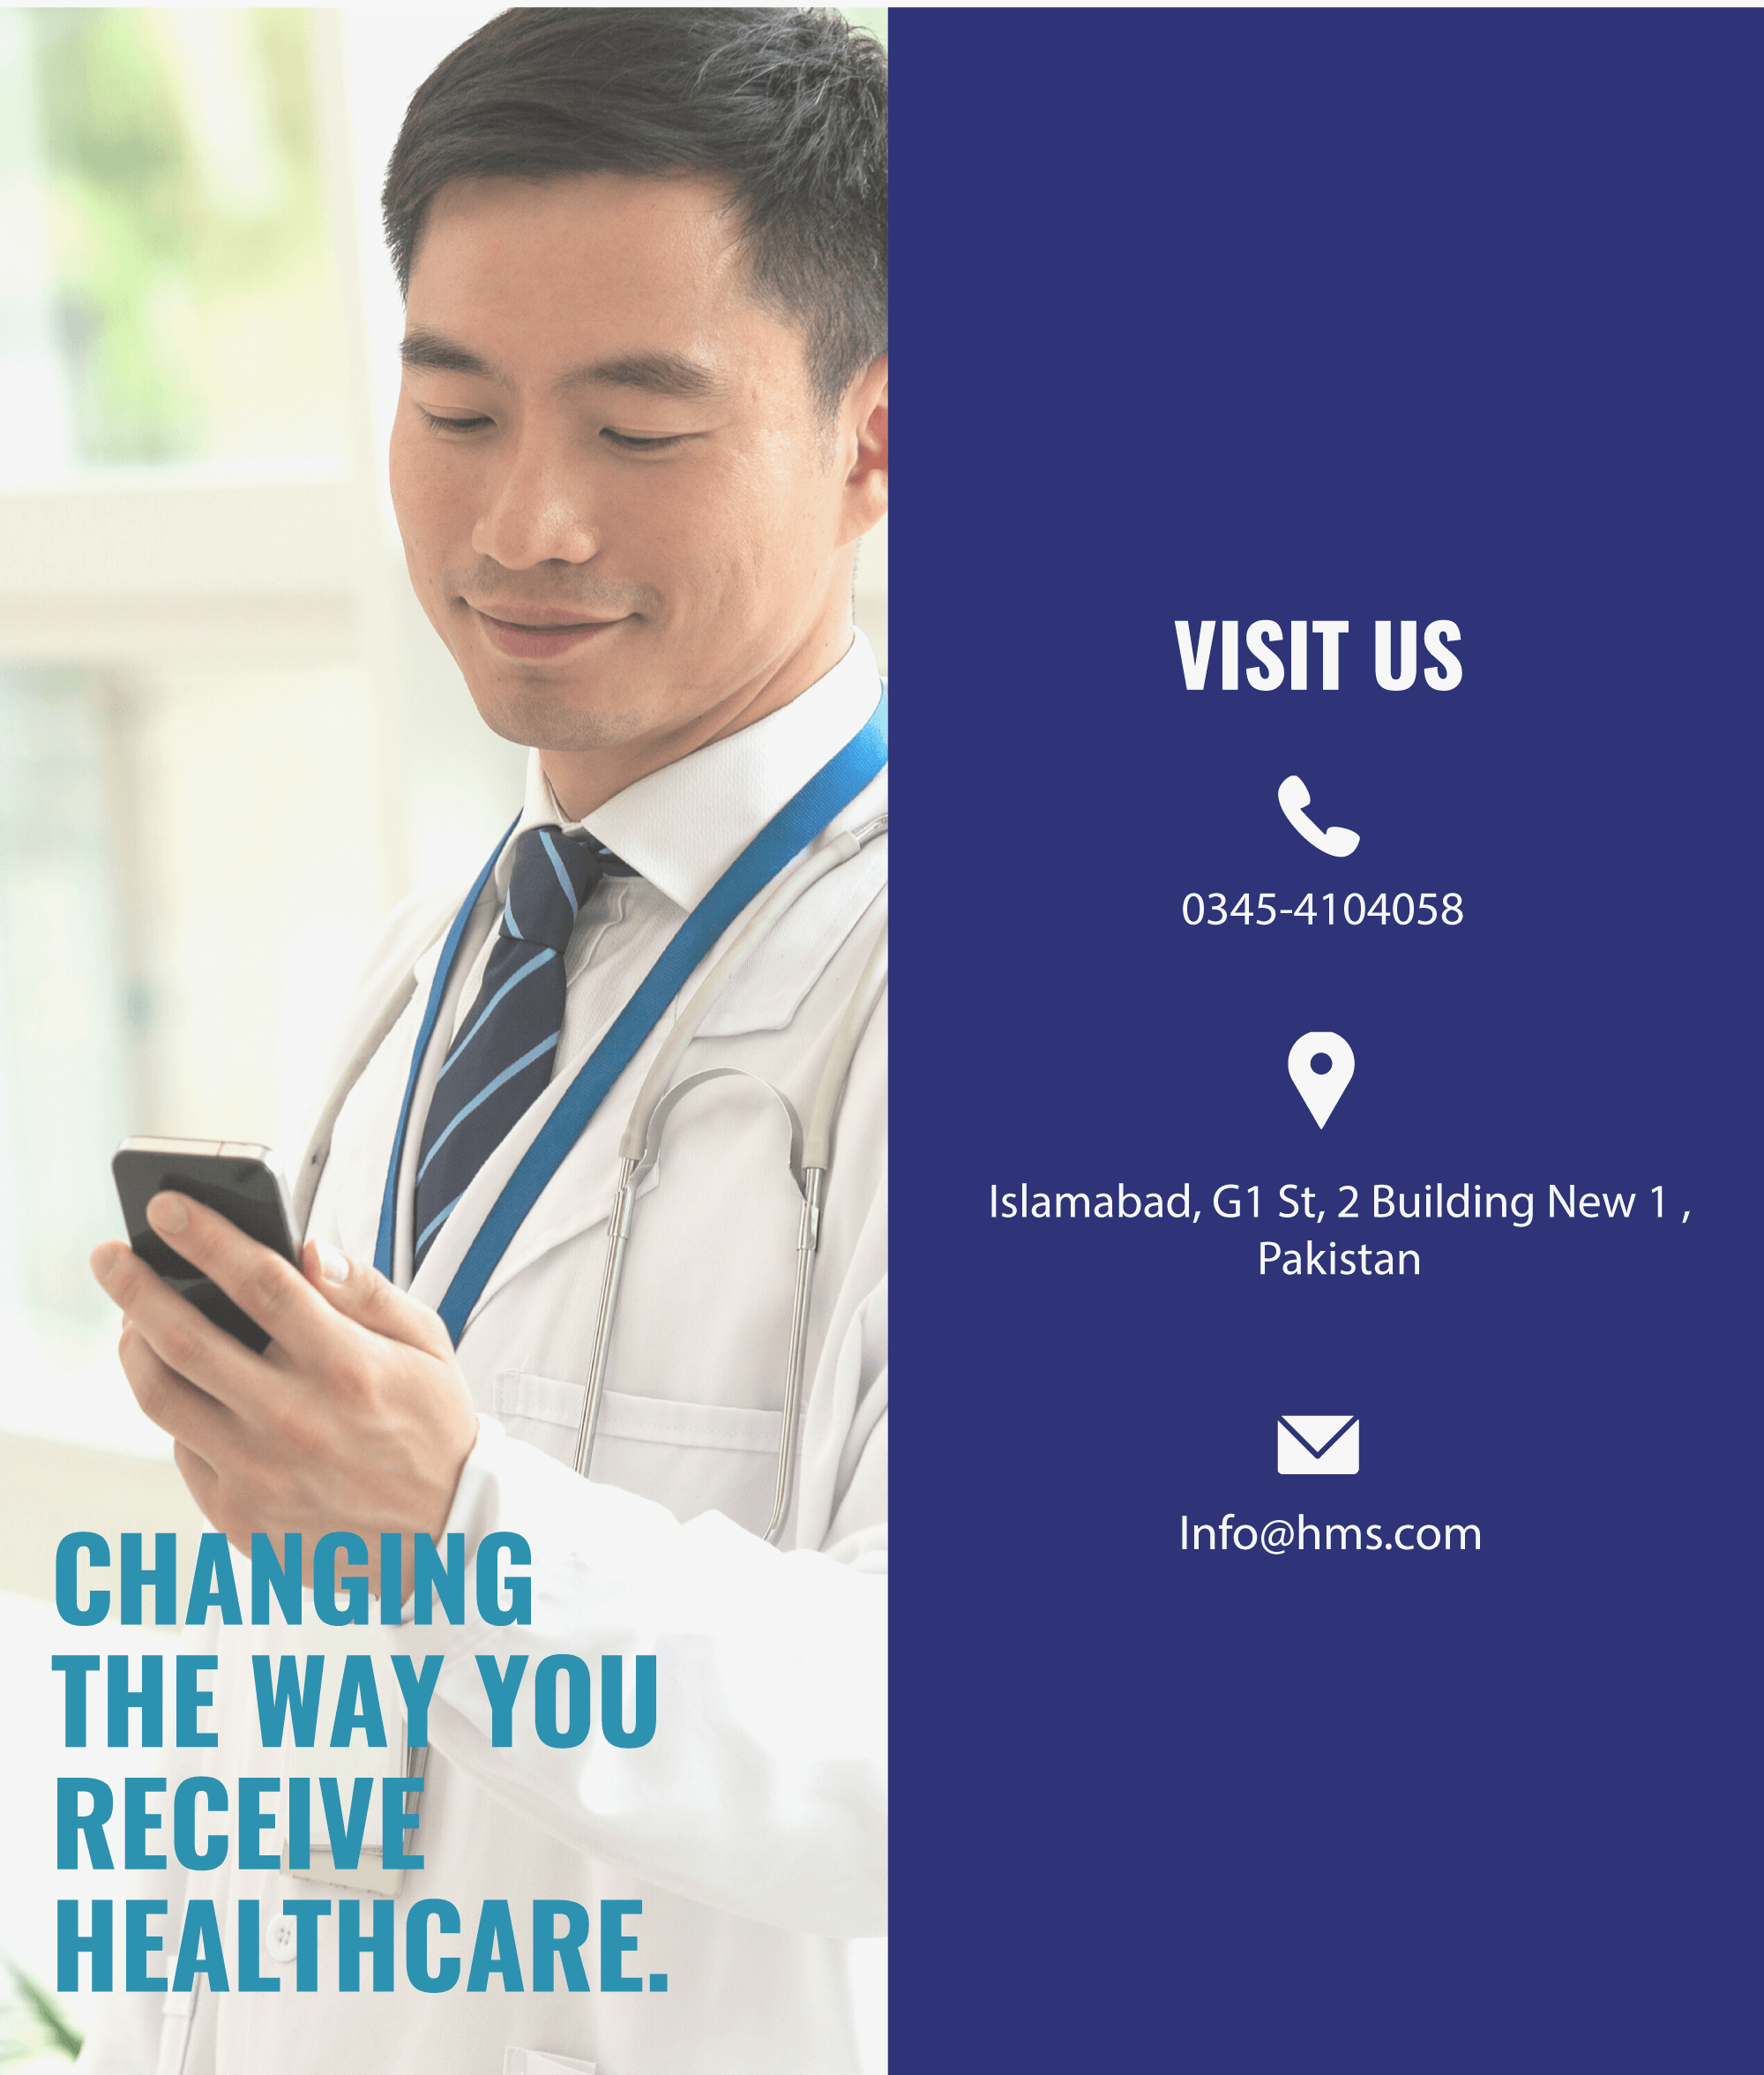 CHANGING
THE WAY YOU
RECEIVE
HEALTHCARE.
VISIT US
0345-4104058
Islamabad, G1 St, 2 Building New 1 ,
Pakistan
Info@hms.com